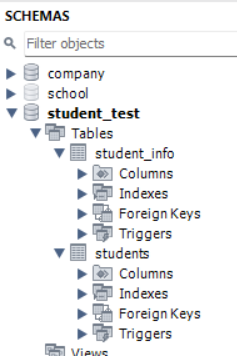 SCHEMAS
Filter objects
company
school
student_test
Tables
student_info
Columns
Indexes
Foreign Keys
Triggers
students
Columns
Indexes
Foreign Keys
Triggers
Views